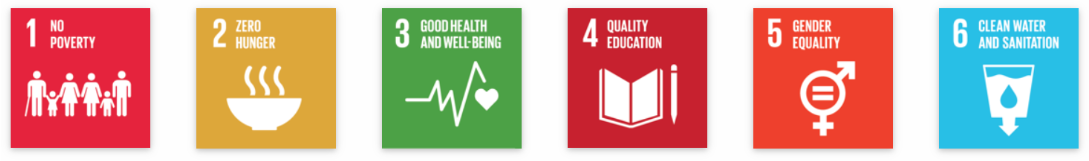 1 NO
POVERTY
2 ZERO
HUNGER
3 GOOD HEALTH
AND WELL-BEING
4 QUALITY
EDUCATION
5 GENDER
EQUALITY
6 CLEAN WATER
AND SANITATION